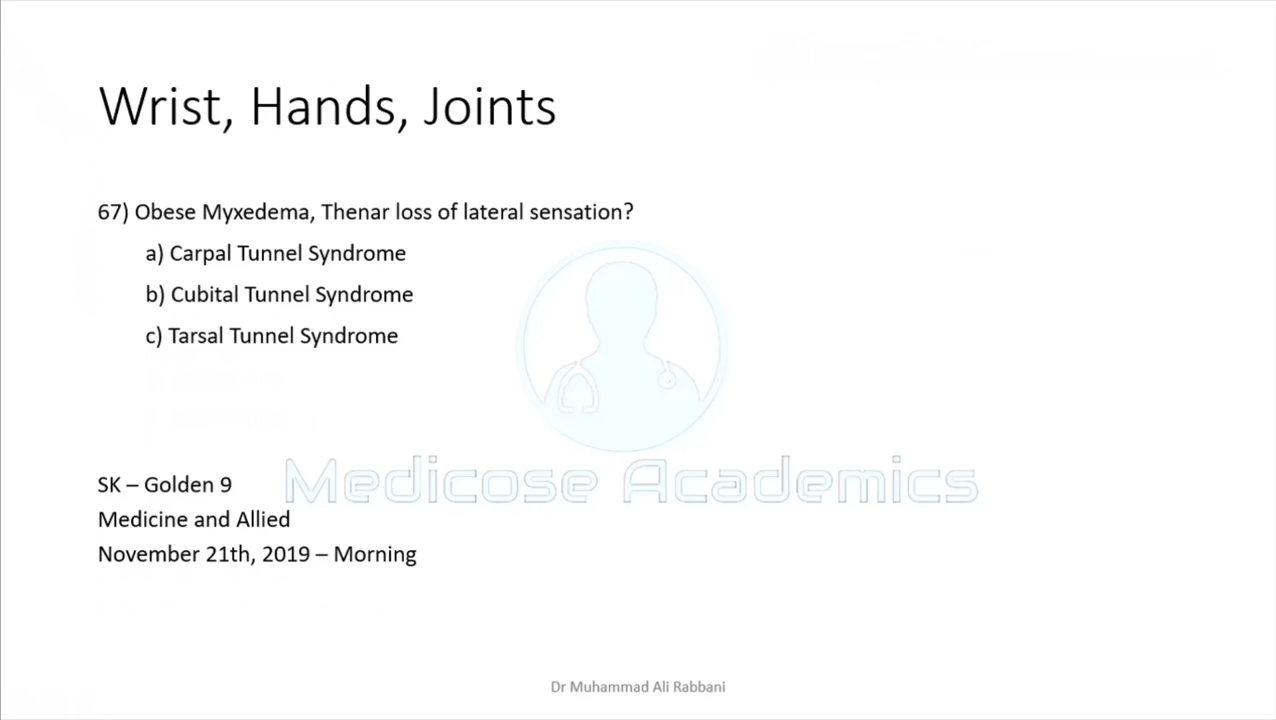 Wrist, Hands, Joints
67) Obese Myxedema, Thenar loss of lateral sensation?
a) Carpal Tunnel Syndrome
b) Cubital Tunnel Syndrome
c) Tarsal Tunnel Syndrome
Medicose Academics
SK – Golden 9
Medicine and Allied
November 21th, 2019 – Morning
Dr Muhammad Ali Rabbani